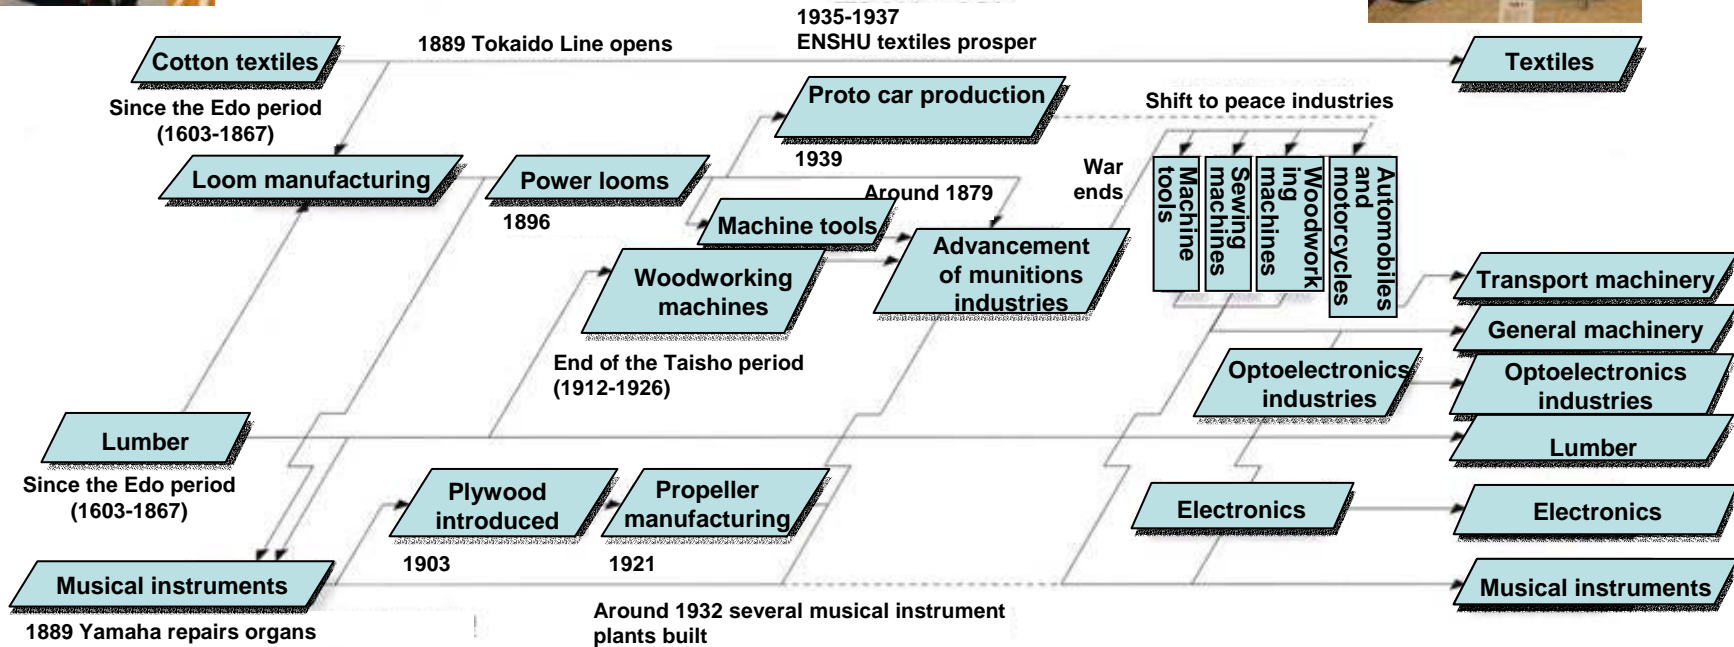 1935-1937
ENSHU textiles prosper
1889 Tokaido Line opens
Cotton textiles
Textiles
Since the Edo period
(1603-1867)
Proto car production
1939
Shift to peace industries
Loom manufacturing
Power looms
1896
Around 1879
War
ends
Machine
tools
Sewing
machines
Woodwork
ing
machines
Automobiles
and
motorcycles
Machine tools
Woodworking
machines
Advancement
of munitions
industries
End of the Taisho period
(1912-1926)
Transport machinery
General machinery
Optoelectronics
industries
Optoelectronics
industries
Lumber
Since the Edo period
(1603-1867)
Lumber
Plywood
introduced
1903
Propeller
manufacturing
1921
Electronics
Electronics
Musical instruments
1889 Yamaha repairs organs
Around 1932 several musical instrument
plants built
Musical instruments